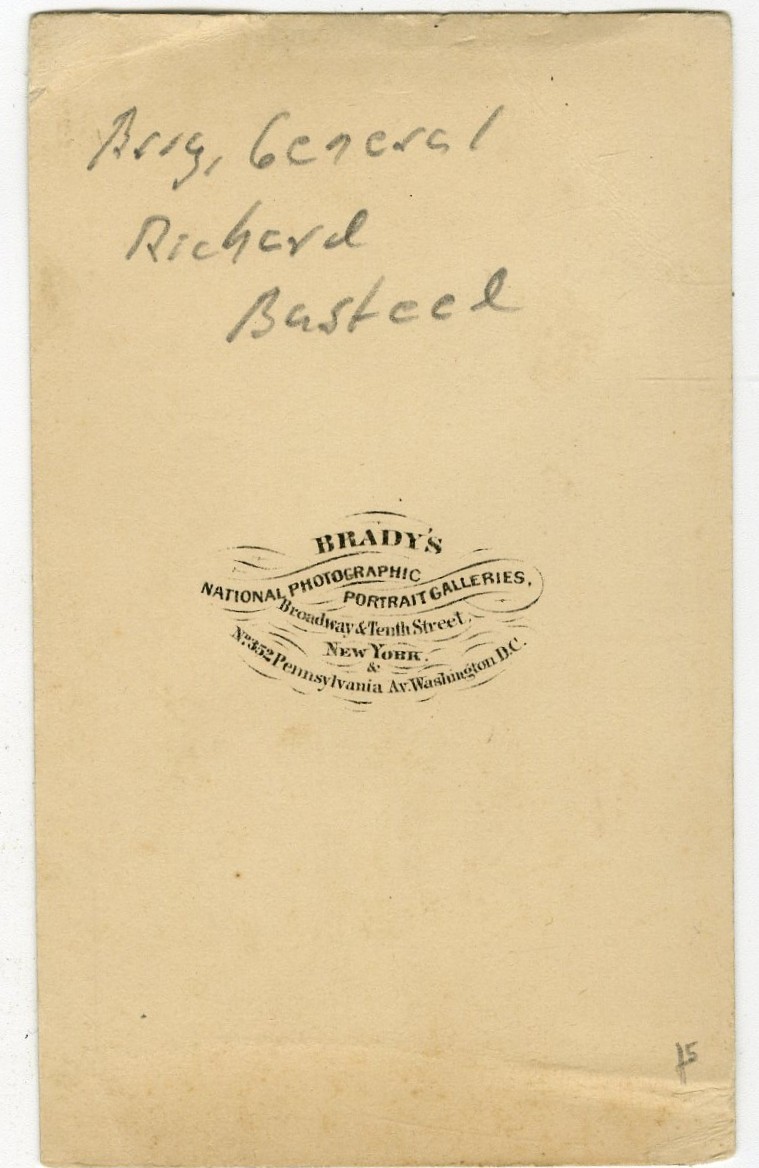 Brig, General
Richard
Basteed
BRADY'S
NATIONAL PHOTOGRAPHIC
PORTRAIT GALLERIES,
Broadway & Tenth Street,
NEW YORK.
&
No. 352 Pennsylvania Av. Washington D.C.